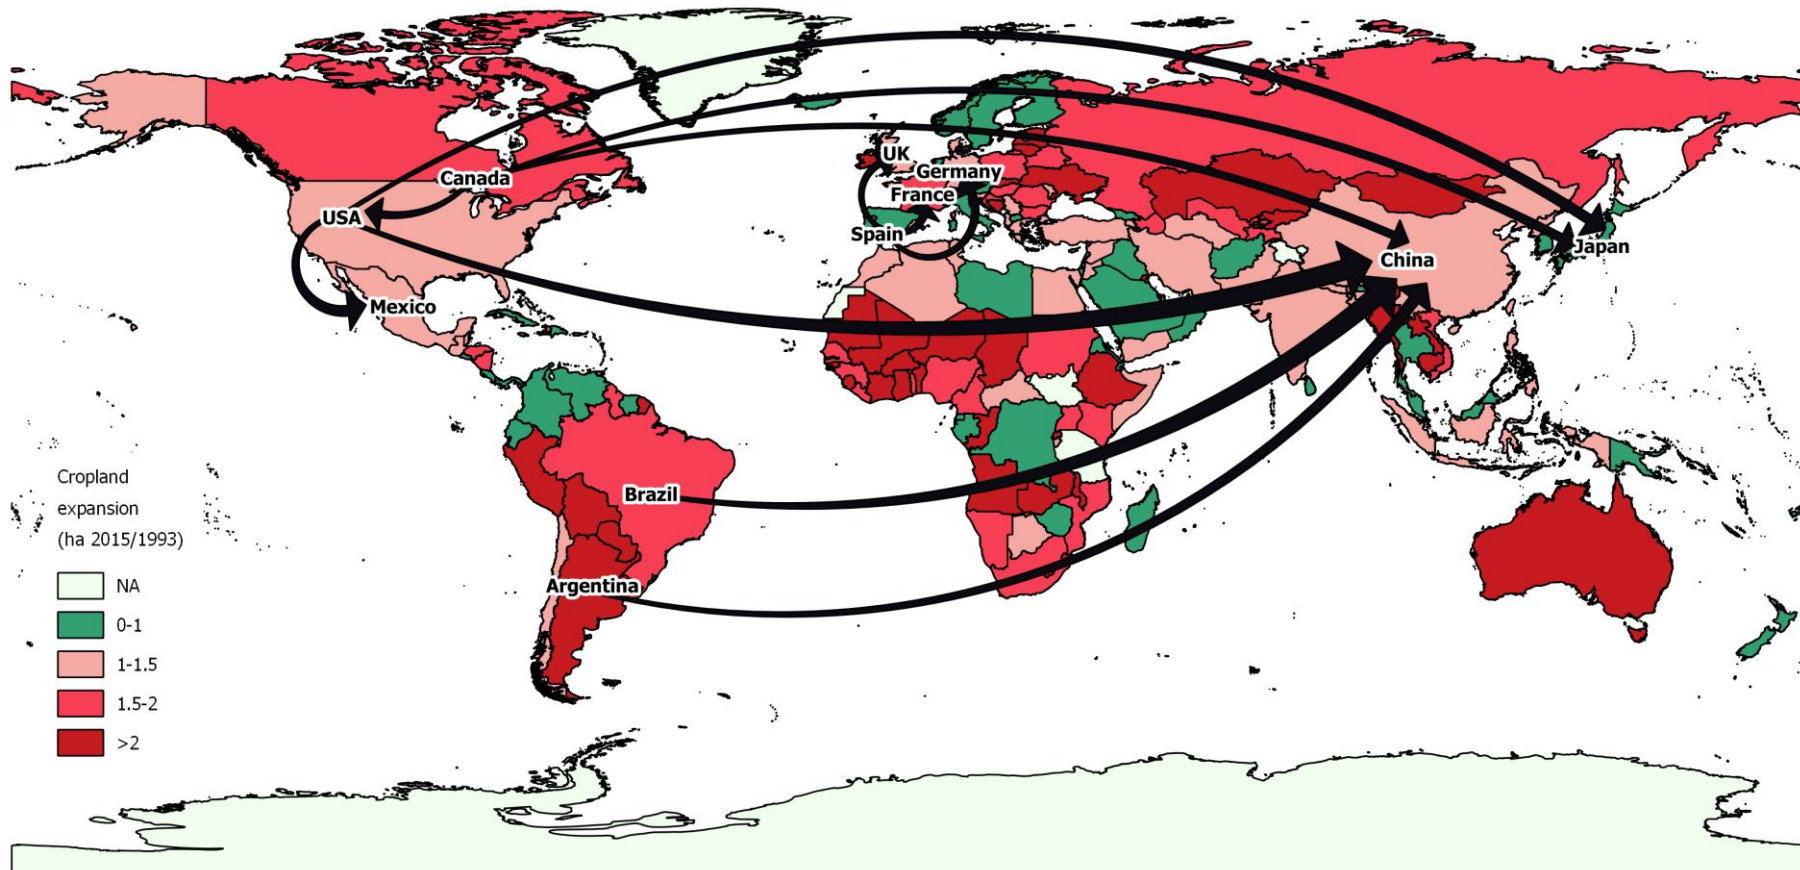 UK
Germany
Canada
France
USA
Spain
Japan
China
Mexico
Brazil
Argentina
Cropland
expansion
(ha 2015/1993)
NA
0-1
1-1.5
1.5-2
>2